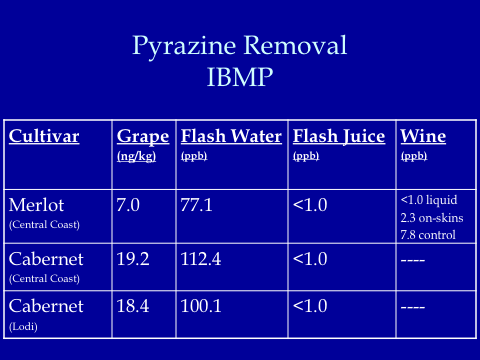 Pyrazine Removal
IBMP
Cultivar Grape Flash Water Flash Juice Wine
(ng/kg) (ppb) (ppb) (ppb)
Merlot 7.0 77.1 <1.0 <1.0 liquid
(Central Coast) 2.3 on-skins
7.8 control
Cabernet 19.2 112.4 <1.0 ----
(Central Coast)
Cabernet 18.4 100.1 <1.0 ----
(Lodi)